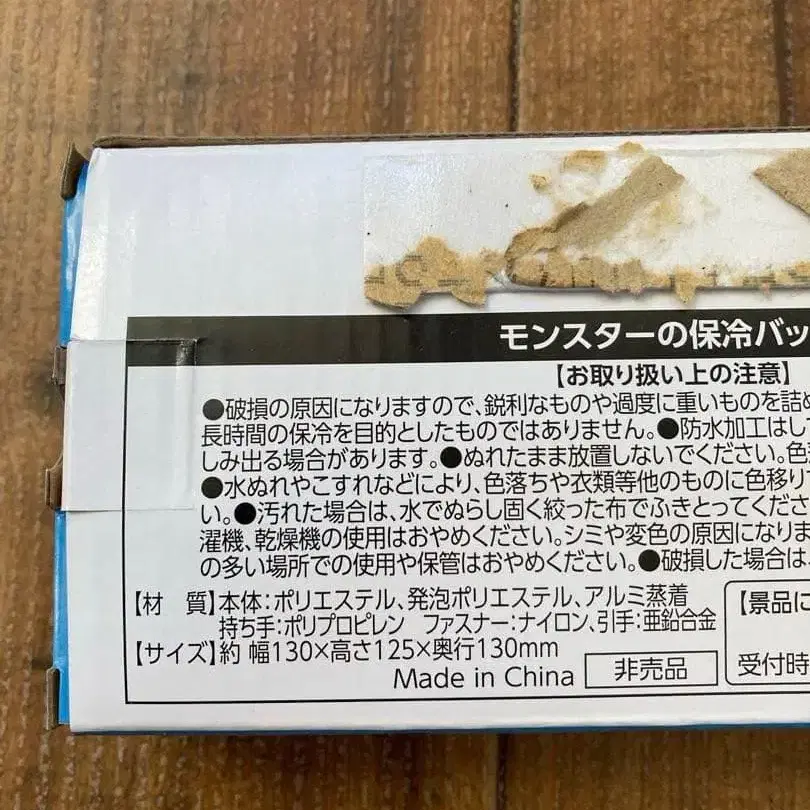 モンスターの保冷バッ
【お取り扱い上の注意】
●破損の原因になりますので、鋭利なものや過度に重いものを詰め
長時間の保冷を目的としたものではありません。●防水加工はして
しみ出る場合があります。●ぬれたまま放置しないでください。色
●水ぬれやこすれなどにより、色落ちや衣類等他のものに色移り
い。●汚れた場合は、水でぬらし固く絞った布でふきとってくださ
濯機、乾燥機の使用はおやめください。シミや変色の原因になりま
の多い場所での使用や保管はおやめください。●破損した場合は、
【材 質】本体:ポリエステル、発泡ポリエステル、アルミ蒸着
持ち手:ポリプロピレン ファスナー:ナイロン、引手:亜鉛合金
【サイズ】約 幅130×高さ125×奥行130mm
Made in China 非売品
【景品に
受付時